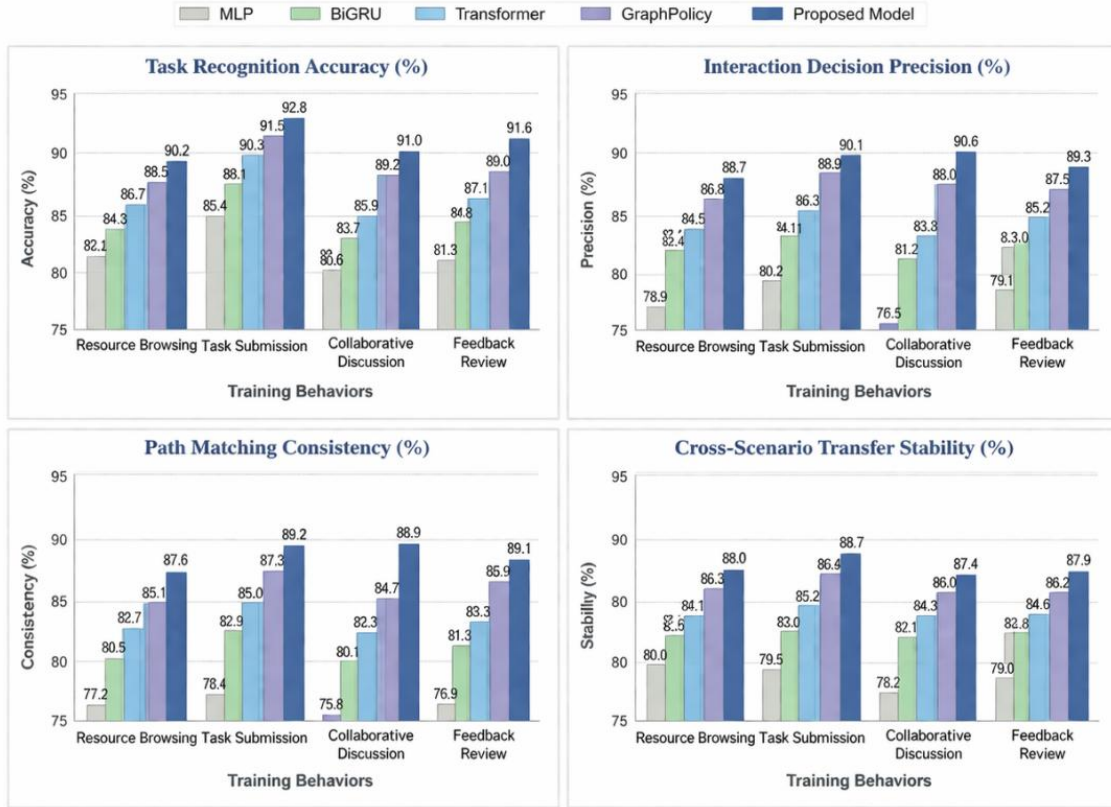 MLP BiGRU Transformer GraphPolicy Proposed Model
Task Recognition Accuracy (%)
Accuracy (%)
95
90
85
80
75
82.1 84.3 86.7 88.5 90.2
85.4 88.1 90.3 91.5 92.8
80.6 83.7 85.9 89.2 91.0
81.3 84.8 87.1 89.0 91.6
Resource Browsing Task Submission Collaborative Discussion Feedback Review
Training Behaviors
Interaction Decision Precision (%)
Precision (%)
95
90
85
80
75
78.9 82.4 84.5 86.8 88.7
80.2 84.11 86.3 88.9 90.1
76.5 81.2 83.3 88.0 90.6
79.1 8.3.0 85.2 87.5 89.3
Resource Browsing Task Submission Collaborative Discussion Feedback Review
Training Behaviors
Path Matching Consistency (%)
Consistency (%)
95
90
85
80
75
77.2 80.5 82.7 85.1 87.6
78.4 82.9 85.0 87.3 89.2
75.8 80.1 82.3 84.7 88.9
76.9 81.3 83.3 85.9 89.1
Resource Browsing Task Submission Collaborative Discussion Feedback Review
Training Behaviors
Cross-Scenario Transfer Stability (%)
Stability (%)
95
90
80
80
75
80.0 84.1 86.3 88.0
79.5 83.0 85.2 86.4 88.7
78.2 82.1 84.3 86.0 87.4
79.0 82.8 84.6 86.2 87.9
Resource Browsing Task Submission Collaborative Discussion Feedback Review
Training Behaviors